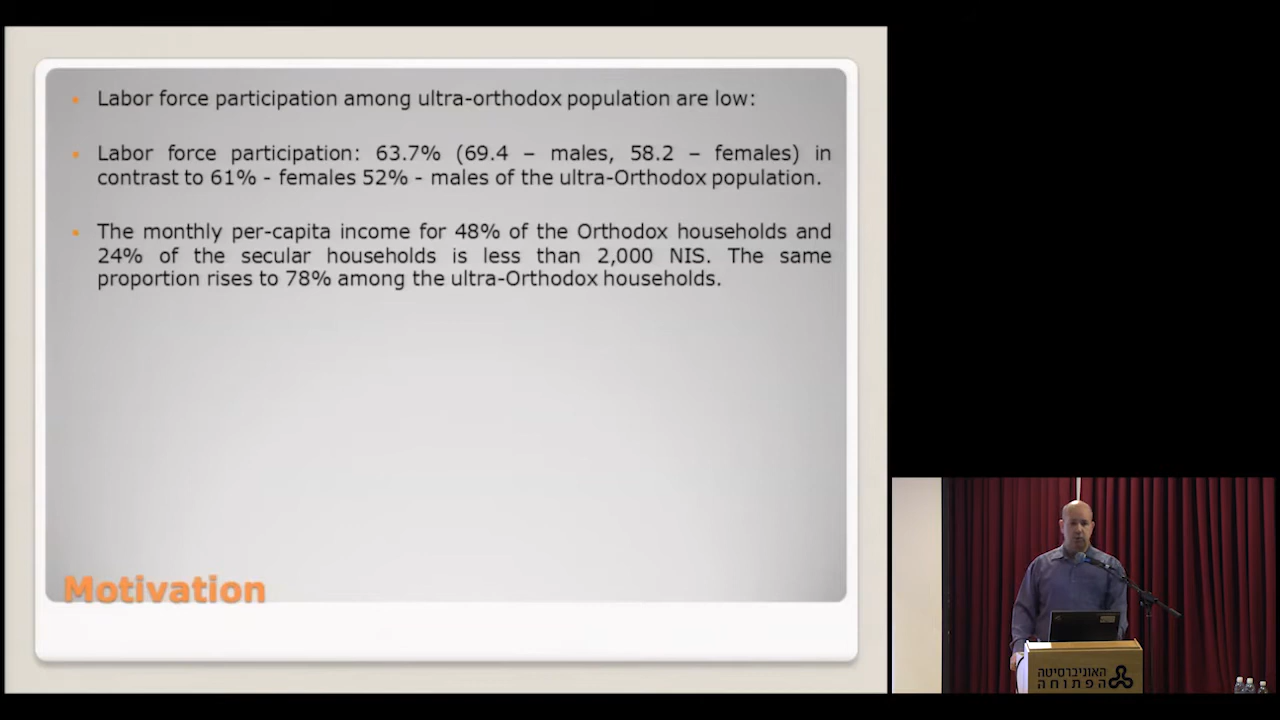 Labor force participation among ultra-orthodox population are low:
Labor force participation: 63.7% (69.4 – males, 58.2 – females) in
contrast to 61% - females 52% - males of the ultra-Orthodox population.
The monthly per-capita income for 48% of the Orthodox households and
24% of the secular households is less than 2,000 NIS. The same
proportion rises to 78% among the ultra-Orthodox households.
Motivation
האוניברסיטה
הפתוחה